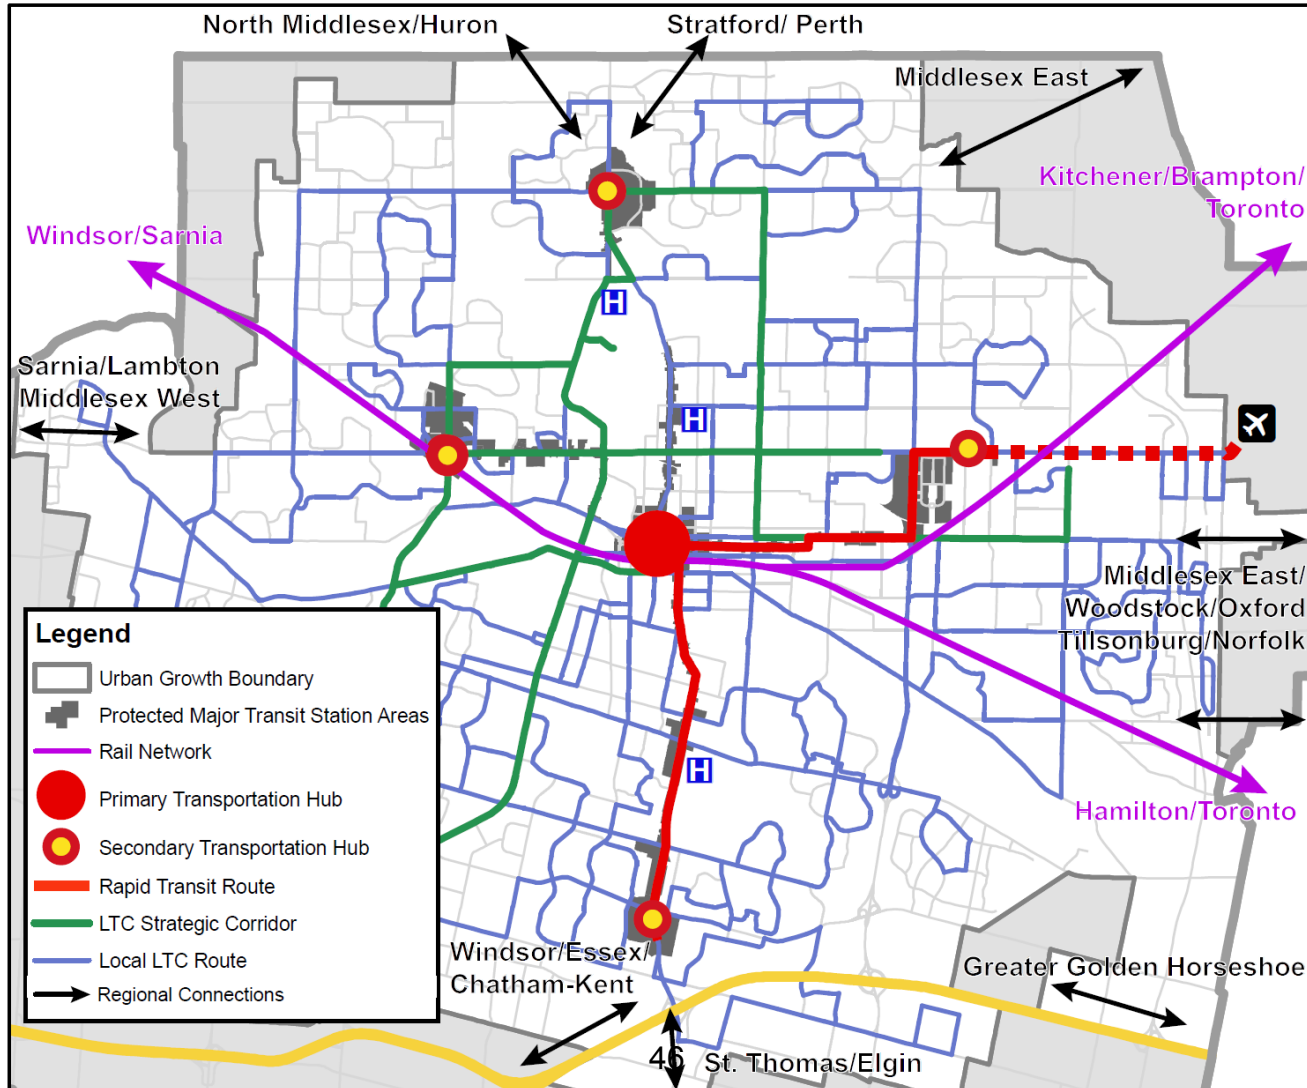 North Middlesex/Huron
Stratford/ Perth
Middlesex East
Kitchener/Brampton/
Toronto
Windsor/Sarnia
H
Sarnia/Lambton
Middlesex West
H
Middlesex East/
Woodstock/Oxford
Tillsonburg/Norfolk
Legend
Urban Growth Boundary
Protected Major Transit Station Areas
Rail Network
Primary Transportation Hub
Secondary Transportation Hub
Rapid Transit Route
LTC Strategic Corridor
Local LTC Route
Regional Connections
H
Hamilton/Toronto
Windsor/Essex/
Chatham-Kent
Greater Golden Horseshoe
46
St. Thomas/Elgin